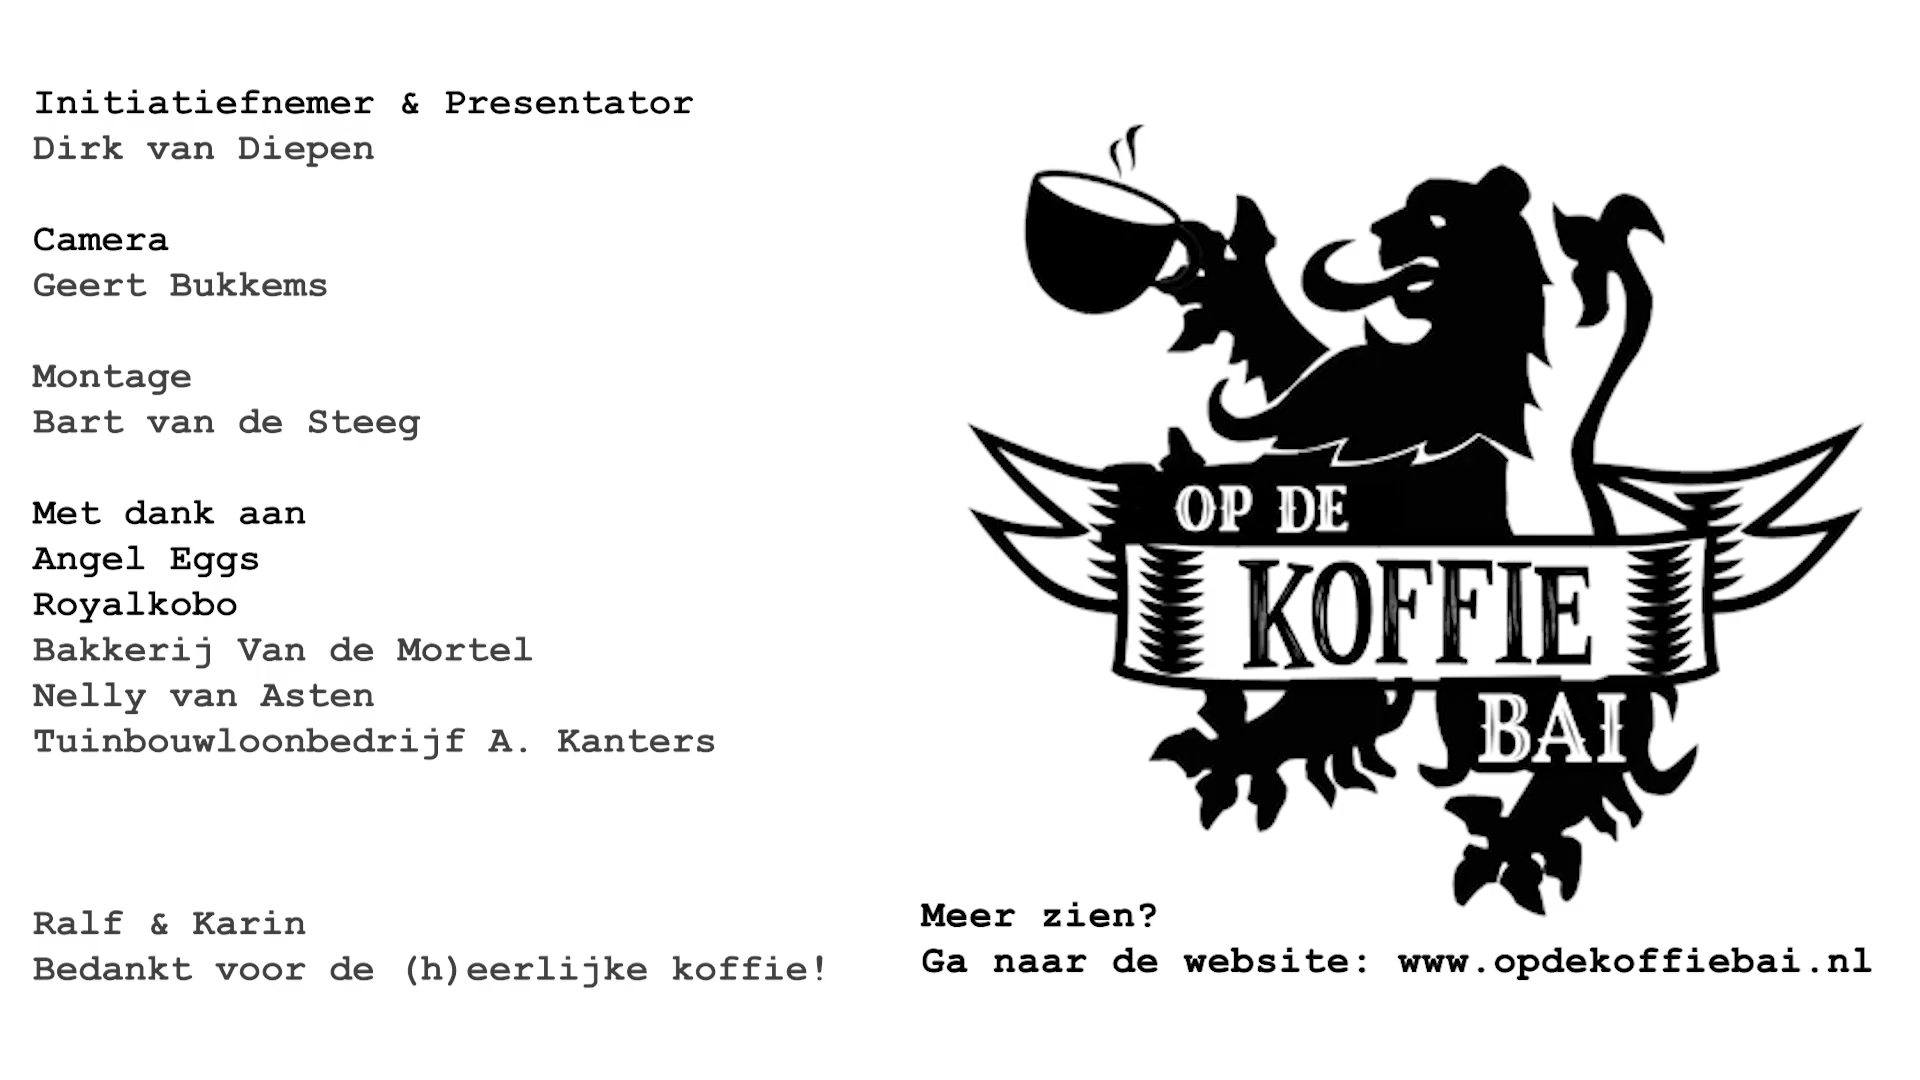 Initiatiefnemer & Presentator
Dirk van Diepen
Camera
Geert Bukkems
Montage
Bart van de Steeg
Met dank aan
Angel Eggs
Royalkobo
Bakkerij Van de Mortel
Nelly van Asten
Tuinbouwloonbedrijf A. Kanters
Ralf & Karin
Bedankt voor de (h)eerlijke koffie!
OP DE
KOFFIE
BAI
Meer zien?
Ga naar de website: www.opdekoffiebai.nl